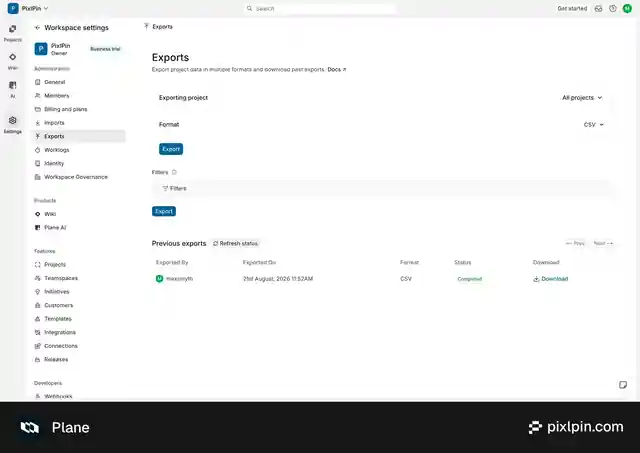 PixlPin
Search
Get started
M
Projects
Wiki
AI
Settings
Workspace settings
P
PixlPin
Owner
Business trial
Administration
General
Members
Billing and plans
Imports
Exports
Worklogs
Identity
Workspace Governance
Products
Wiki
Plane AI
Features
Projects
Teamspaces
Initiatives
Customers
Templates
Integrations
Connections
Releases
Developers
Webhooks
Exports
Exports
Export project data in multiple formats and download past exports. Docs ↗
Exporting project All projects
Format CSV
Export
Filters
Filters
Export
Previous exports Refresh status Prev Next
Exported By Exported On Format Status Download
21st August, 2026 11:52AM CSV Completed Download
Plane
pixlpin.com